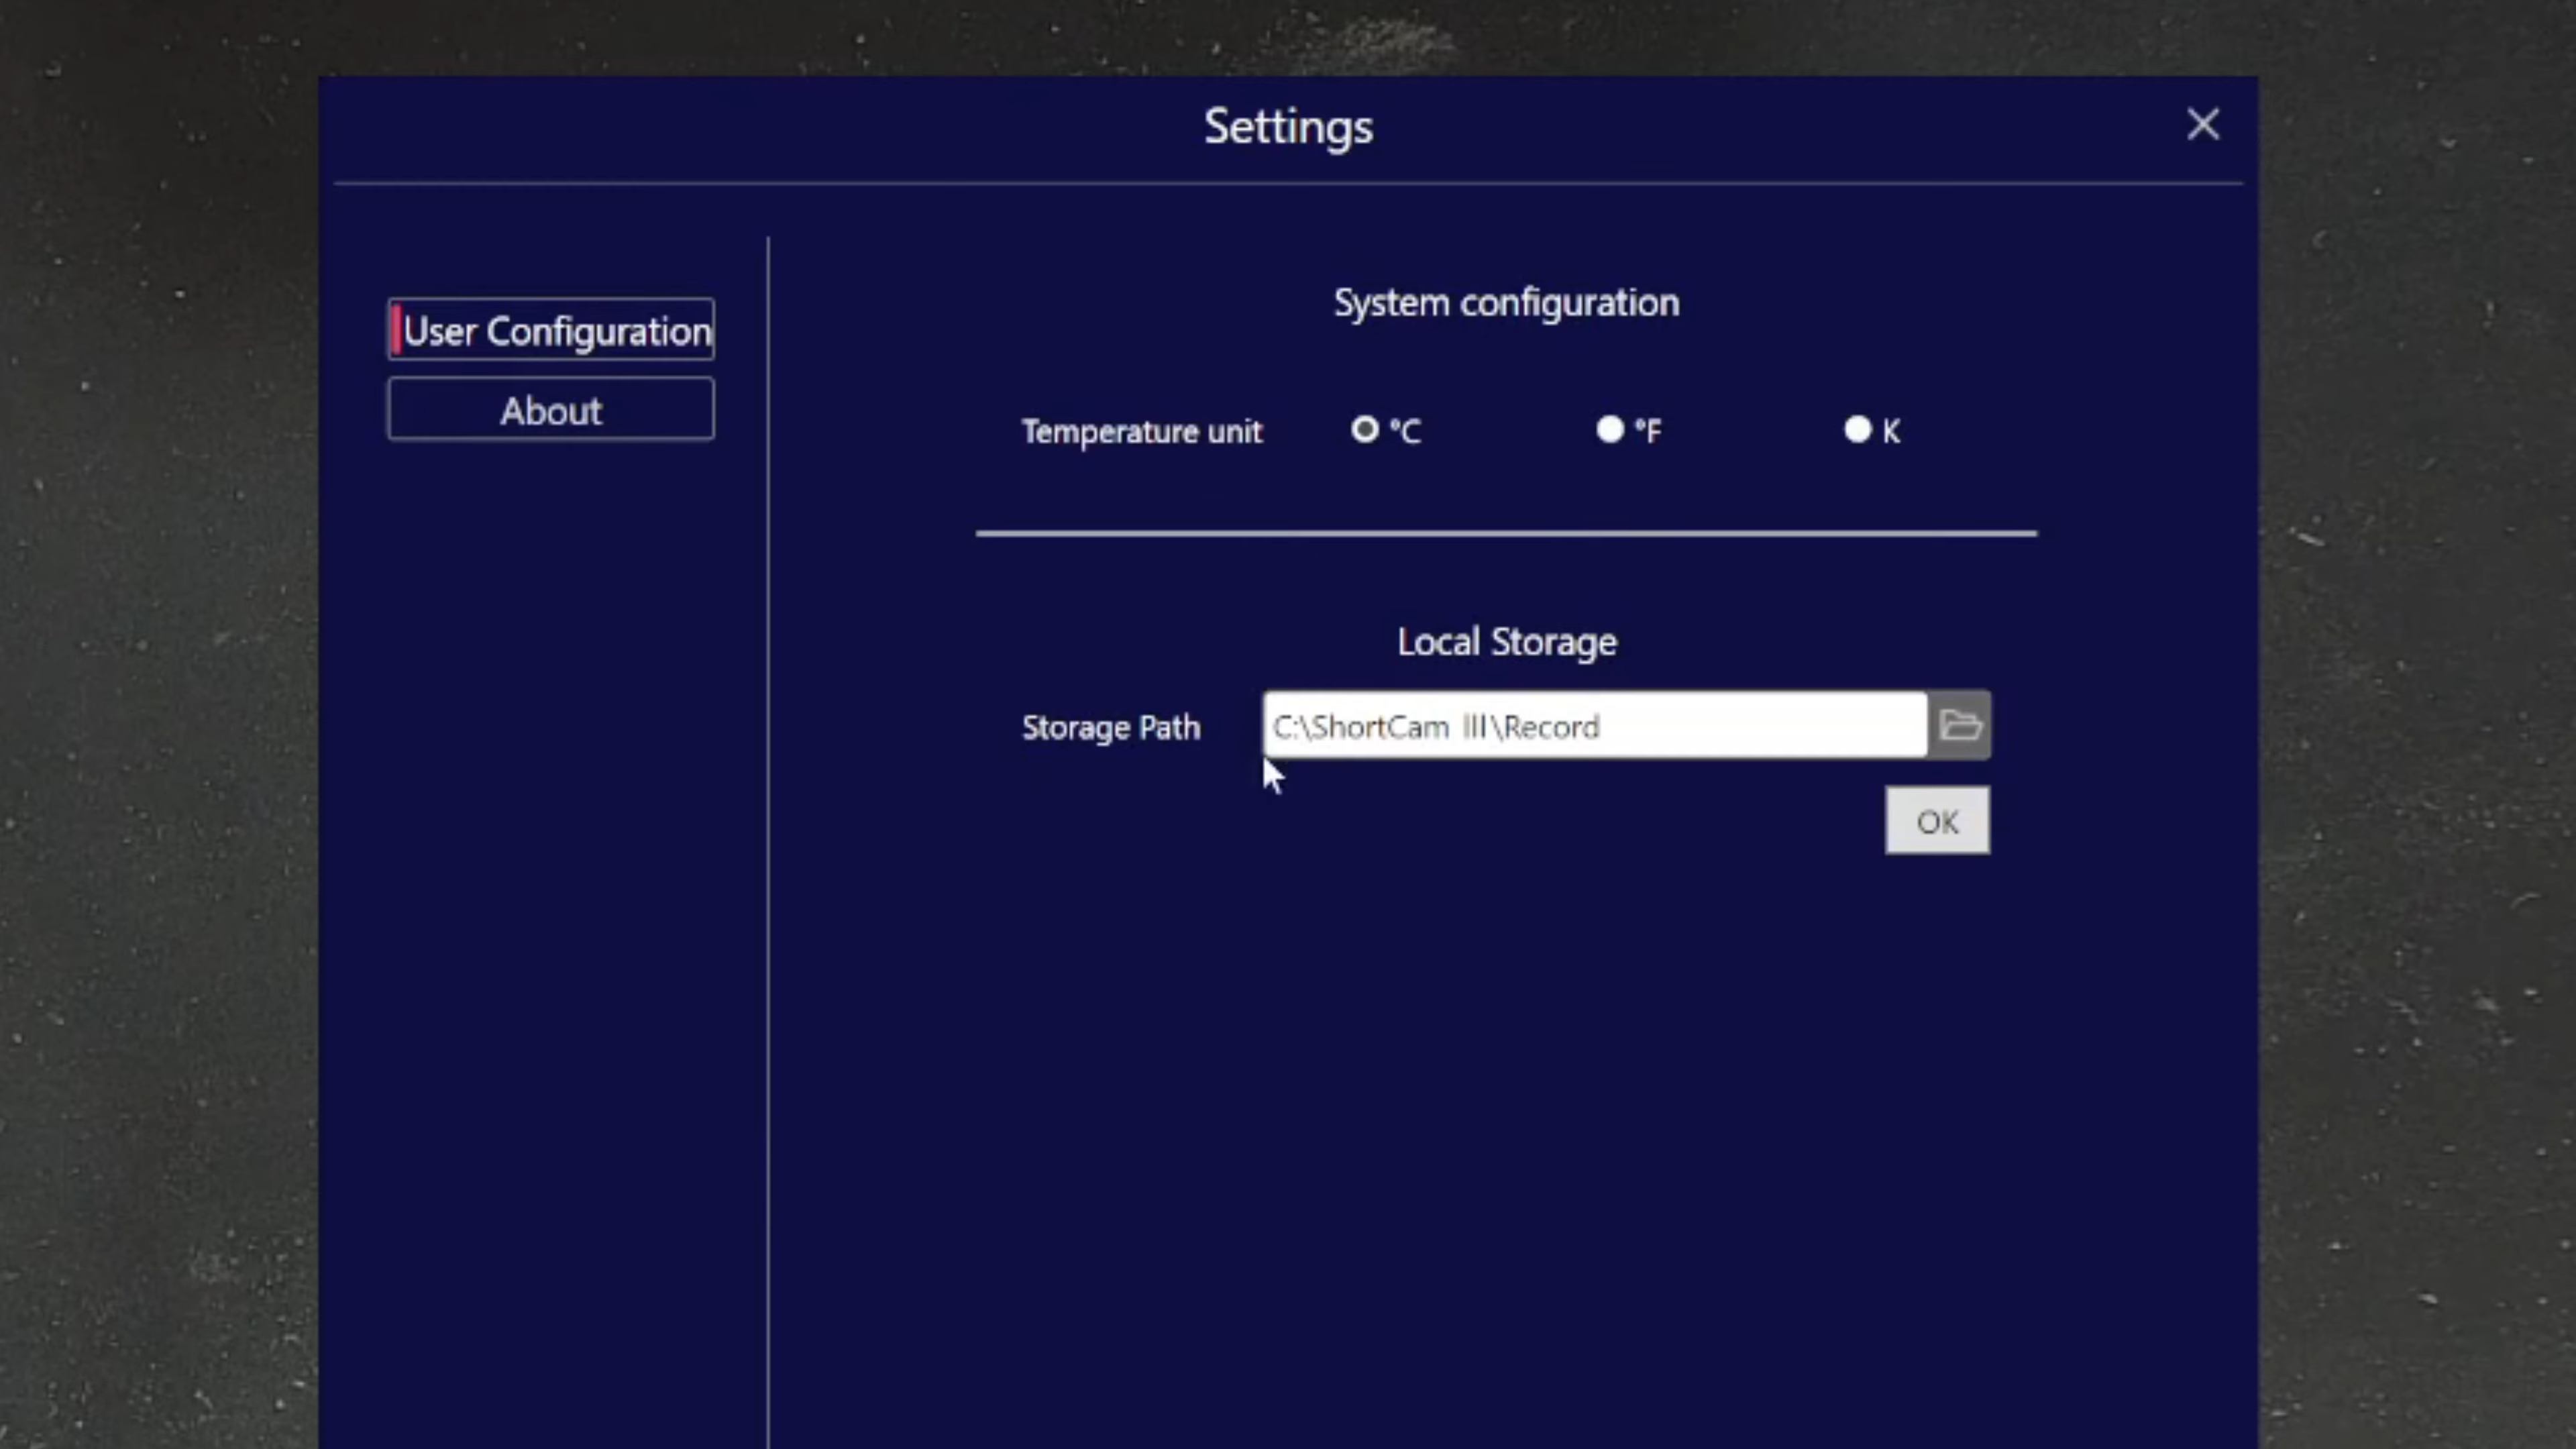 Settings
User Configuration
About
System configuration
Temperature unit °C °F K
Local Storage
Storage Path C:\ShortCam III\Record
OK